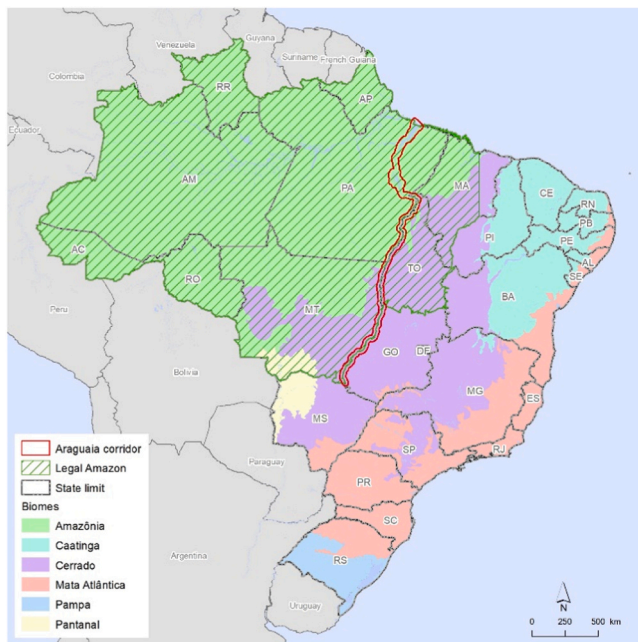 Guyana
Venezuela
Suriname
French Guiana
Colombia
RR
AP
Ecuador
AM
PA
MA
CE
RN
PB
PI
PE
AL
SE
AC
RO
TO
BA
MT
Peru
GO
DF
Bolivia
MG
MS
ES
SP
RJ
Paraguay
PR
SC
Argentina
RS
Uruguay
Araguaia corridor
Legal Amazon
State limit
Biomes
Amazônia
Caatinga
Cerrado
Mata Atlântica
Pampa
Pantanal
N
0 250 500 km